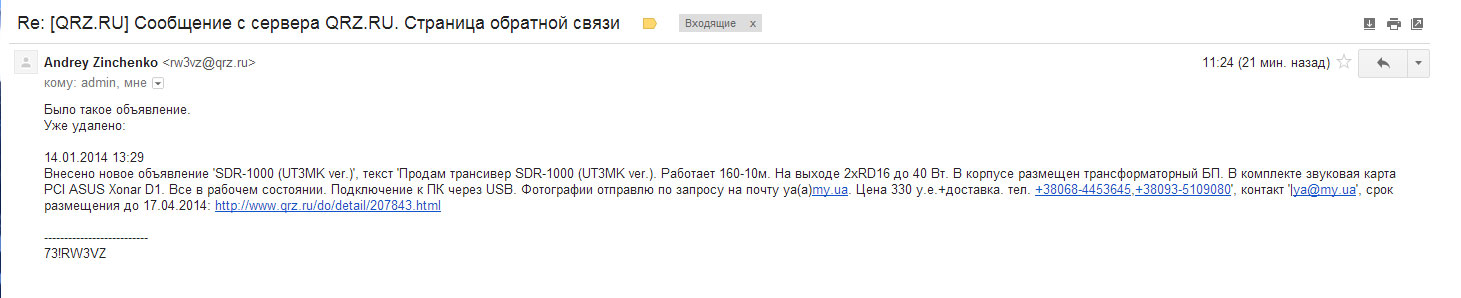 Re: [QRZ.RU] Сообщение с сервера QRZ.RU. Страница обратной связи Входящие x
Andrey Zinchenko <rw3vz@qrz.ru> 11:24 (21 мин. назад)
кому: admin, мне
Было такое объявление.
Уже удалено:
14.01.2014 13:29
Внесено новое объявление 'SDR-1000 (UT3MK ver.)', текст 'Продам трансивер SDR-1000 (UT3MK ver.). Работает 160-10м. На выходе 2xRD16 до 40 Вт. В корпусе размещен трансформаторный БП. В комплекте звуковая карта
PCI ASUS Xonar D1. Все в рабочем состоянии. Подключение к ПК через USB. Фотографии отправлю по запросу на почту ya(a)my.ua. Цена 330 у.е.+доставка. тел. +38068-4453645,+38093-5109080', контакт 'lya@my.ua', срок
размещения до 17.04.2014: http://www.qrz.ru/do/detail/207843.html
--------------------------
73!RW3VZ